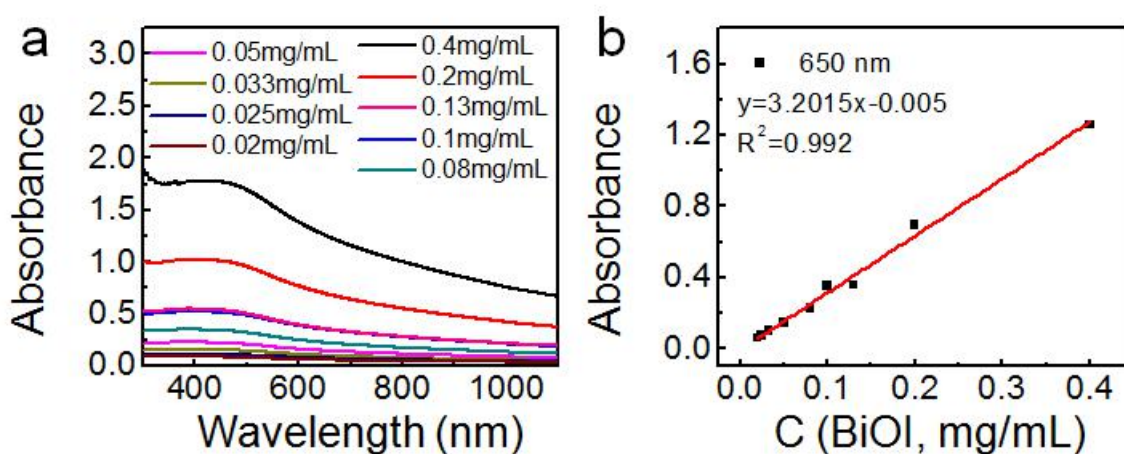 a
3.0
2.5
2.0
1.5
1.0
0.5
0.0
Absorbance
0.05mg/mL
0.033mg/mL
0.025mg/mL
0.02mg/mL
0.4mg/mL
0.2mg/mL
0.13mg/mL
0.1mg/mL
0.08mg/mL
400 600 800 1000
Wavelength (nm)
b
1.6
1.2
0.8
0.4
0.0
Absorbance
650 nm
y=3.2015x-0.005
R²=0.992
0.0 0.1 0.2 0.3 0.4
C (BiOI, mg/mL)